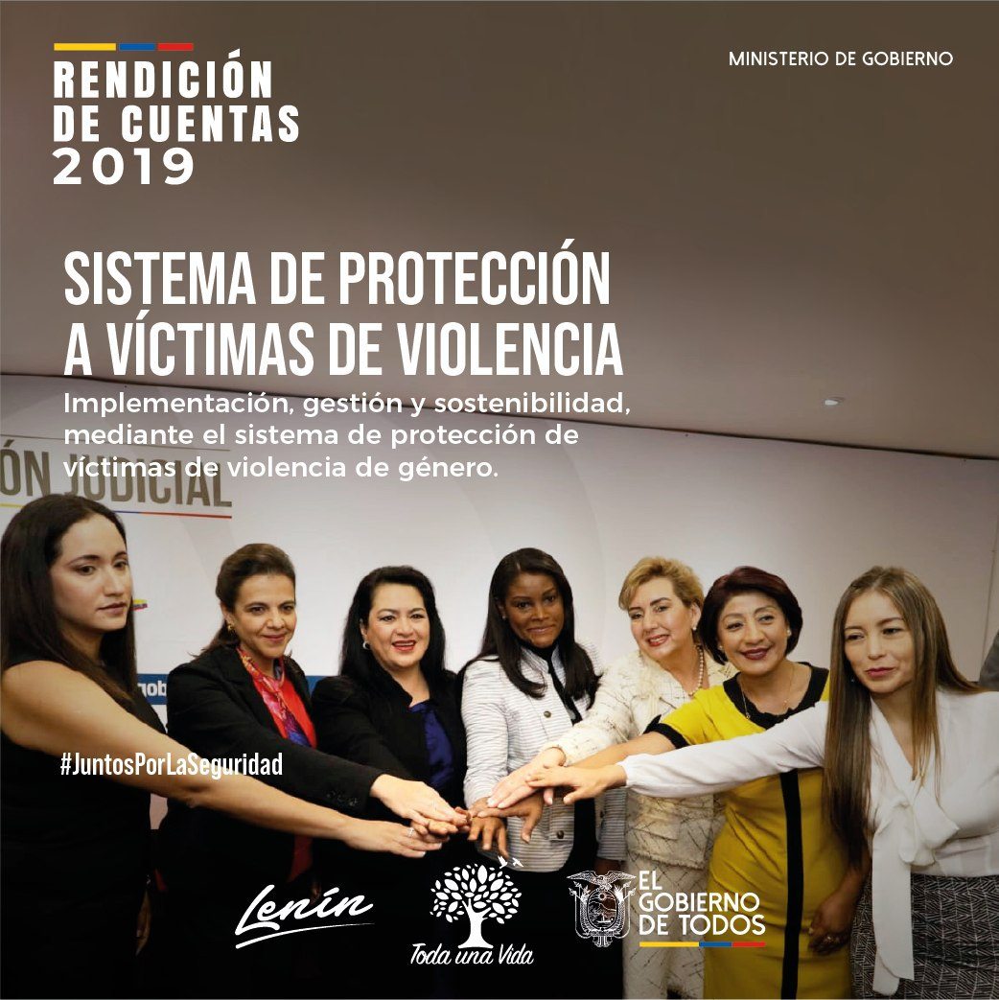 RENDICIÓN
DE CUENTAS
2019
MINISTERIO DE GOBIERNO
SISTEMA DE PROTECCIÓN
A VÍCTIMAS DE VIOLENCIA
Implementación, gestión y sostenibilidad,
mediante el sistema de protección de
víctimas de violencia de género.
ÓN JUDICIAL
gob
#JuntosPorLaSeguridad
Lenín
Toda una Vida
EL
GOBIERNO
DE TODOS